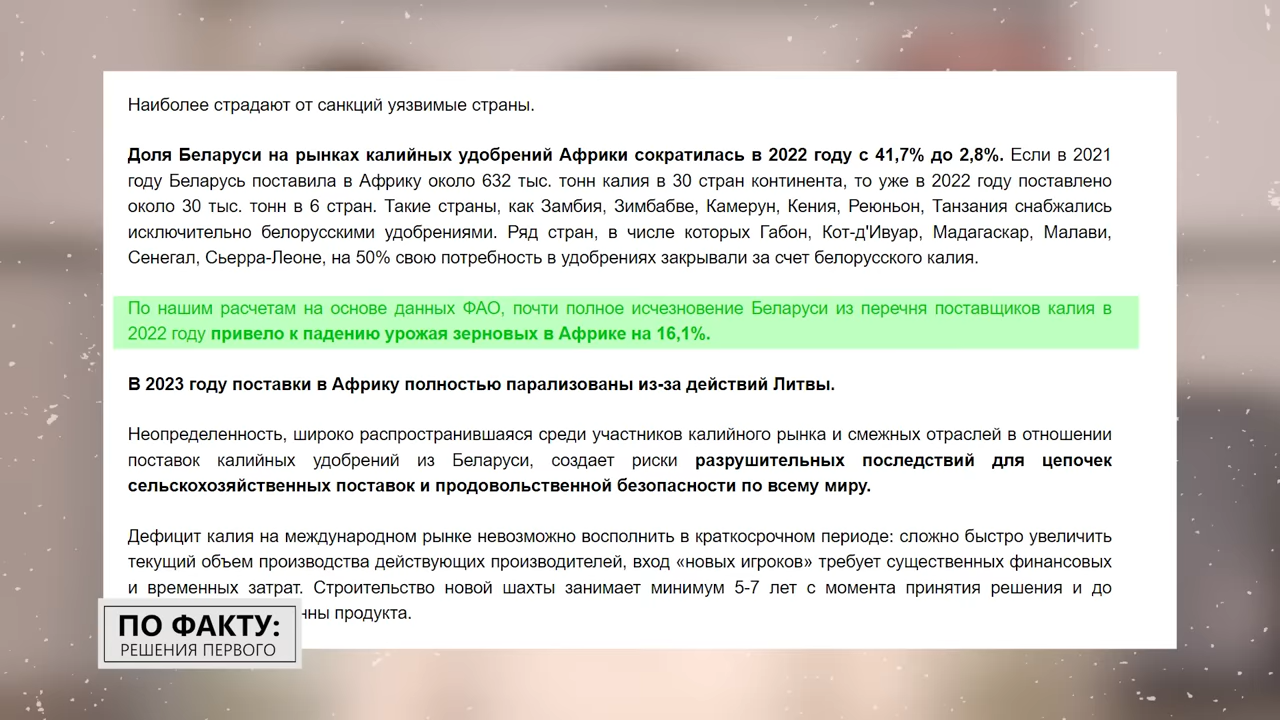 Наиболее страдают от санкций уязвимые страны.
Доля Беларуси на рынках калийных удобрений Африки сократилась в 2022 году с 41,7% до 2,8%. Если в 2021
году Беларусь поставила в Африку около 632 тыс. тонн калия в 30 стран континента, то уже в 2022 году поставлено
около 30 тыс. тонн в 6 стран. Такие страны, как Замбия, Зимбабве, Камерун, Кения, Реюньон, Танзания снабжались
исключительно белорусскими удобрениями. Ряд стран, в числе которых Габон, Кот-д'Ивуар, Мадагаскар, Малави,
Сенегал, Сьерра-Леоне, на 50% свою потребность в удобрениях закрывали за счет белорусского калия.
По нашим расчетам на основе данных ФАО, почти полное исчезновение Беларуси из перечня поставщиков калия в
2022 году привело к падению урожая зерновых в Африке на 16,1%.
В 2023 году поставки в Африку полностью парализованы из-за действий Литвы.
Неопределенность, широко распространившаяся среди участников калийного рынка и смежных отраслей в отношении
поставок калийных удобрений из Беларуси, создает риски разрушительных последствий для цепочек
сельскохозяйственных поставок и продовольственной безопасности по всему миру.
Дефицит калия на международном рынке невозможно восполнить в краткосрочном периоде: сложно быстро увеличить
текущий объем производства действующих производителей, вход «новых игроков» требует существенных финансовых
и временных затрат. Строительство новой шахты занимает минимум 5-7 лет с момента принятия решения и до
продукта.
ПО ФАКТУ:
РЕШЕНИЯ ПЕРВОГО